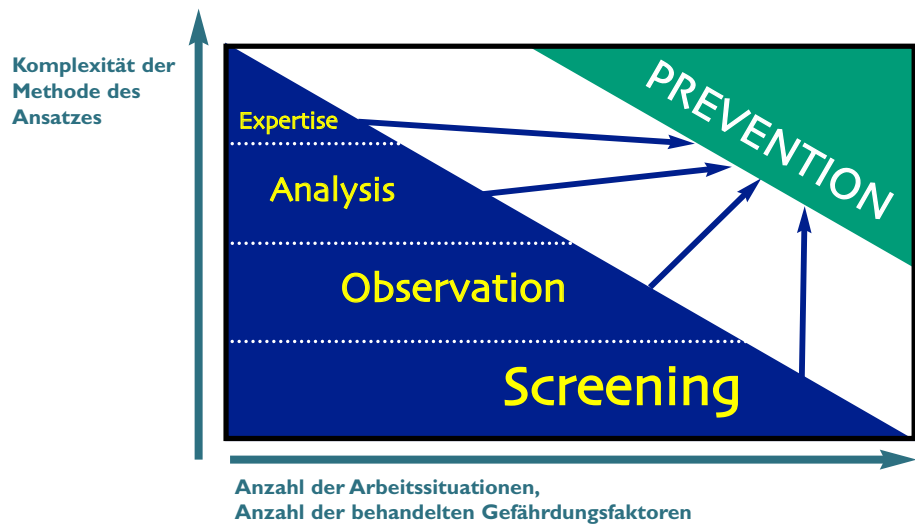 Komplexität der
Methode des
Ansatzes
Expertise
Analysis
Observation
Screening
PREVENTION
Anzahl der Arbeitssituationen,
Anzahl der behandelten Gefährdungsfaktoren